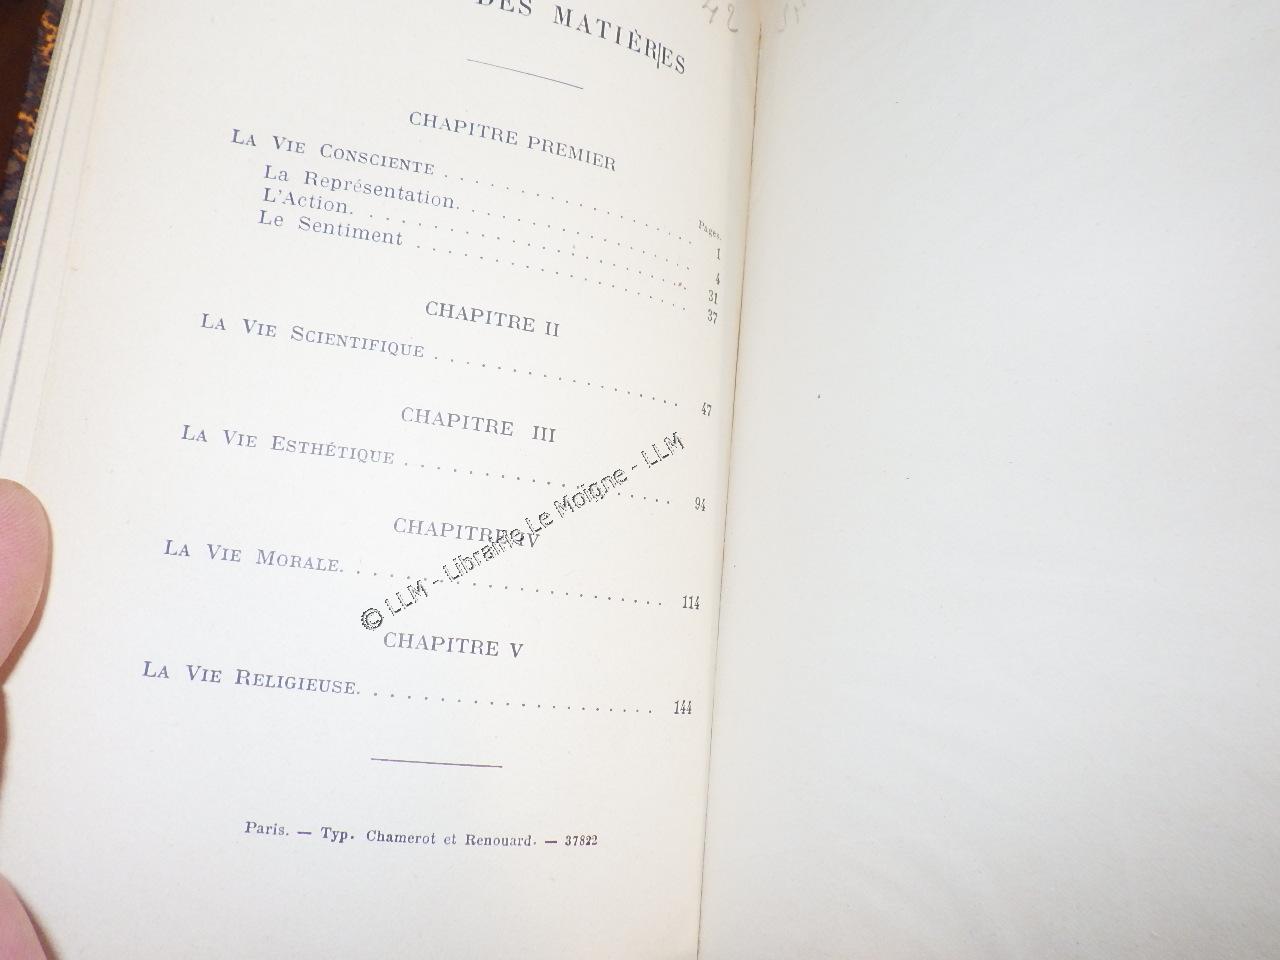 DES MATIÈRES
CHAPITRE PREMIER
Pages.
LA VIE CONSCIENTE . . . . . . . . . . . . . . . . . 1
La Représentation. . . . . . . . . . . . . . . . 4
L'Action. . . . . . . . . . . . . . . . . . . . . 31
Le Sentiment . . . . . . . . . . . . . . . . . . 37
CHAPITRE II
LA VIE SCIENTIFIQUE . . . . . . . . . . . . . . . . 47
CHAPITRE III
LA VIE ESTHÉTIQUE . . . . . . . . . . . . . . . . . 94
CHAPITRE IV
LA VIE MORALE. . . . . . . . . . . . . . . . . . . . 114
CHAPITRE V
LA VIE RELIGIEUSE. . . . . . . . . . . . . . . . . . 144
Paris. — Typ. Chamerot et Renouard. — 37822
© LLM - Librairie Le Moïgne - LLM